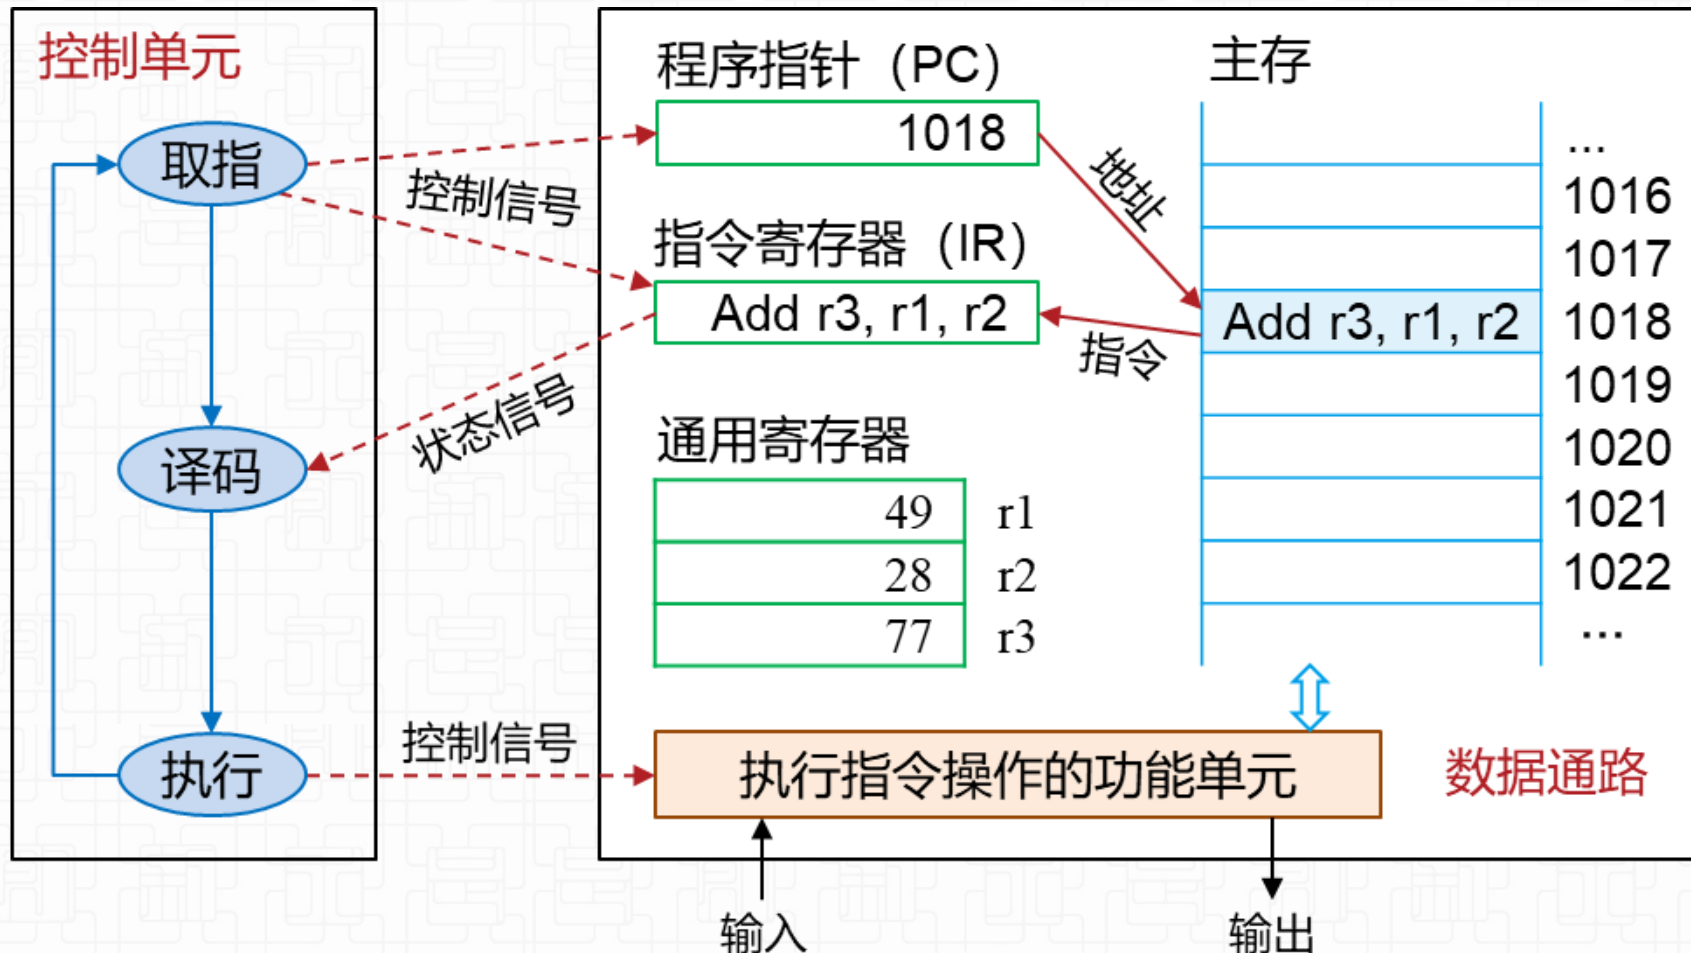 控制单元
取指
译码
执行
控制信号
状态信号
控制信号
程序指针（PC）
1018
指令寄存器（IR）
Add r3, r1, r2
通用寄存器
49 r1
28 r2
77 r3
地址
指令
主存
...
1016
1017
Add r3, r1, r2 1018
1019
1020
1021
1022
...
执行指令操作的功能单元
数据通路
输入
输出